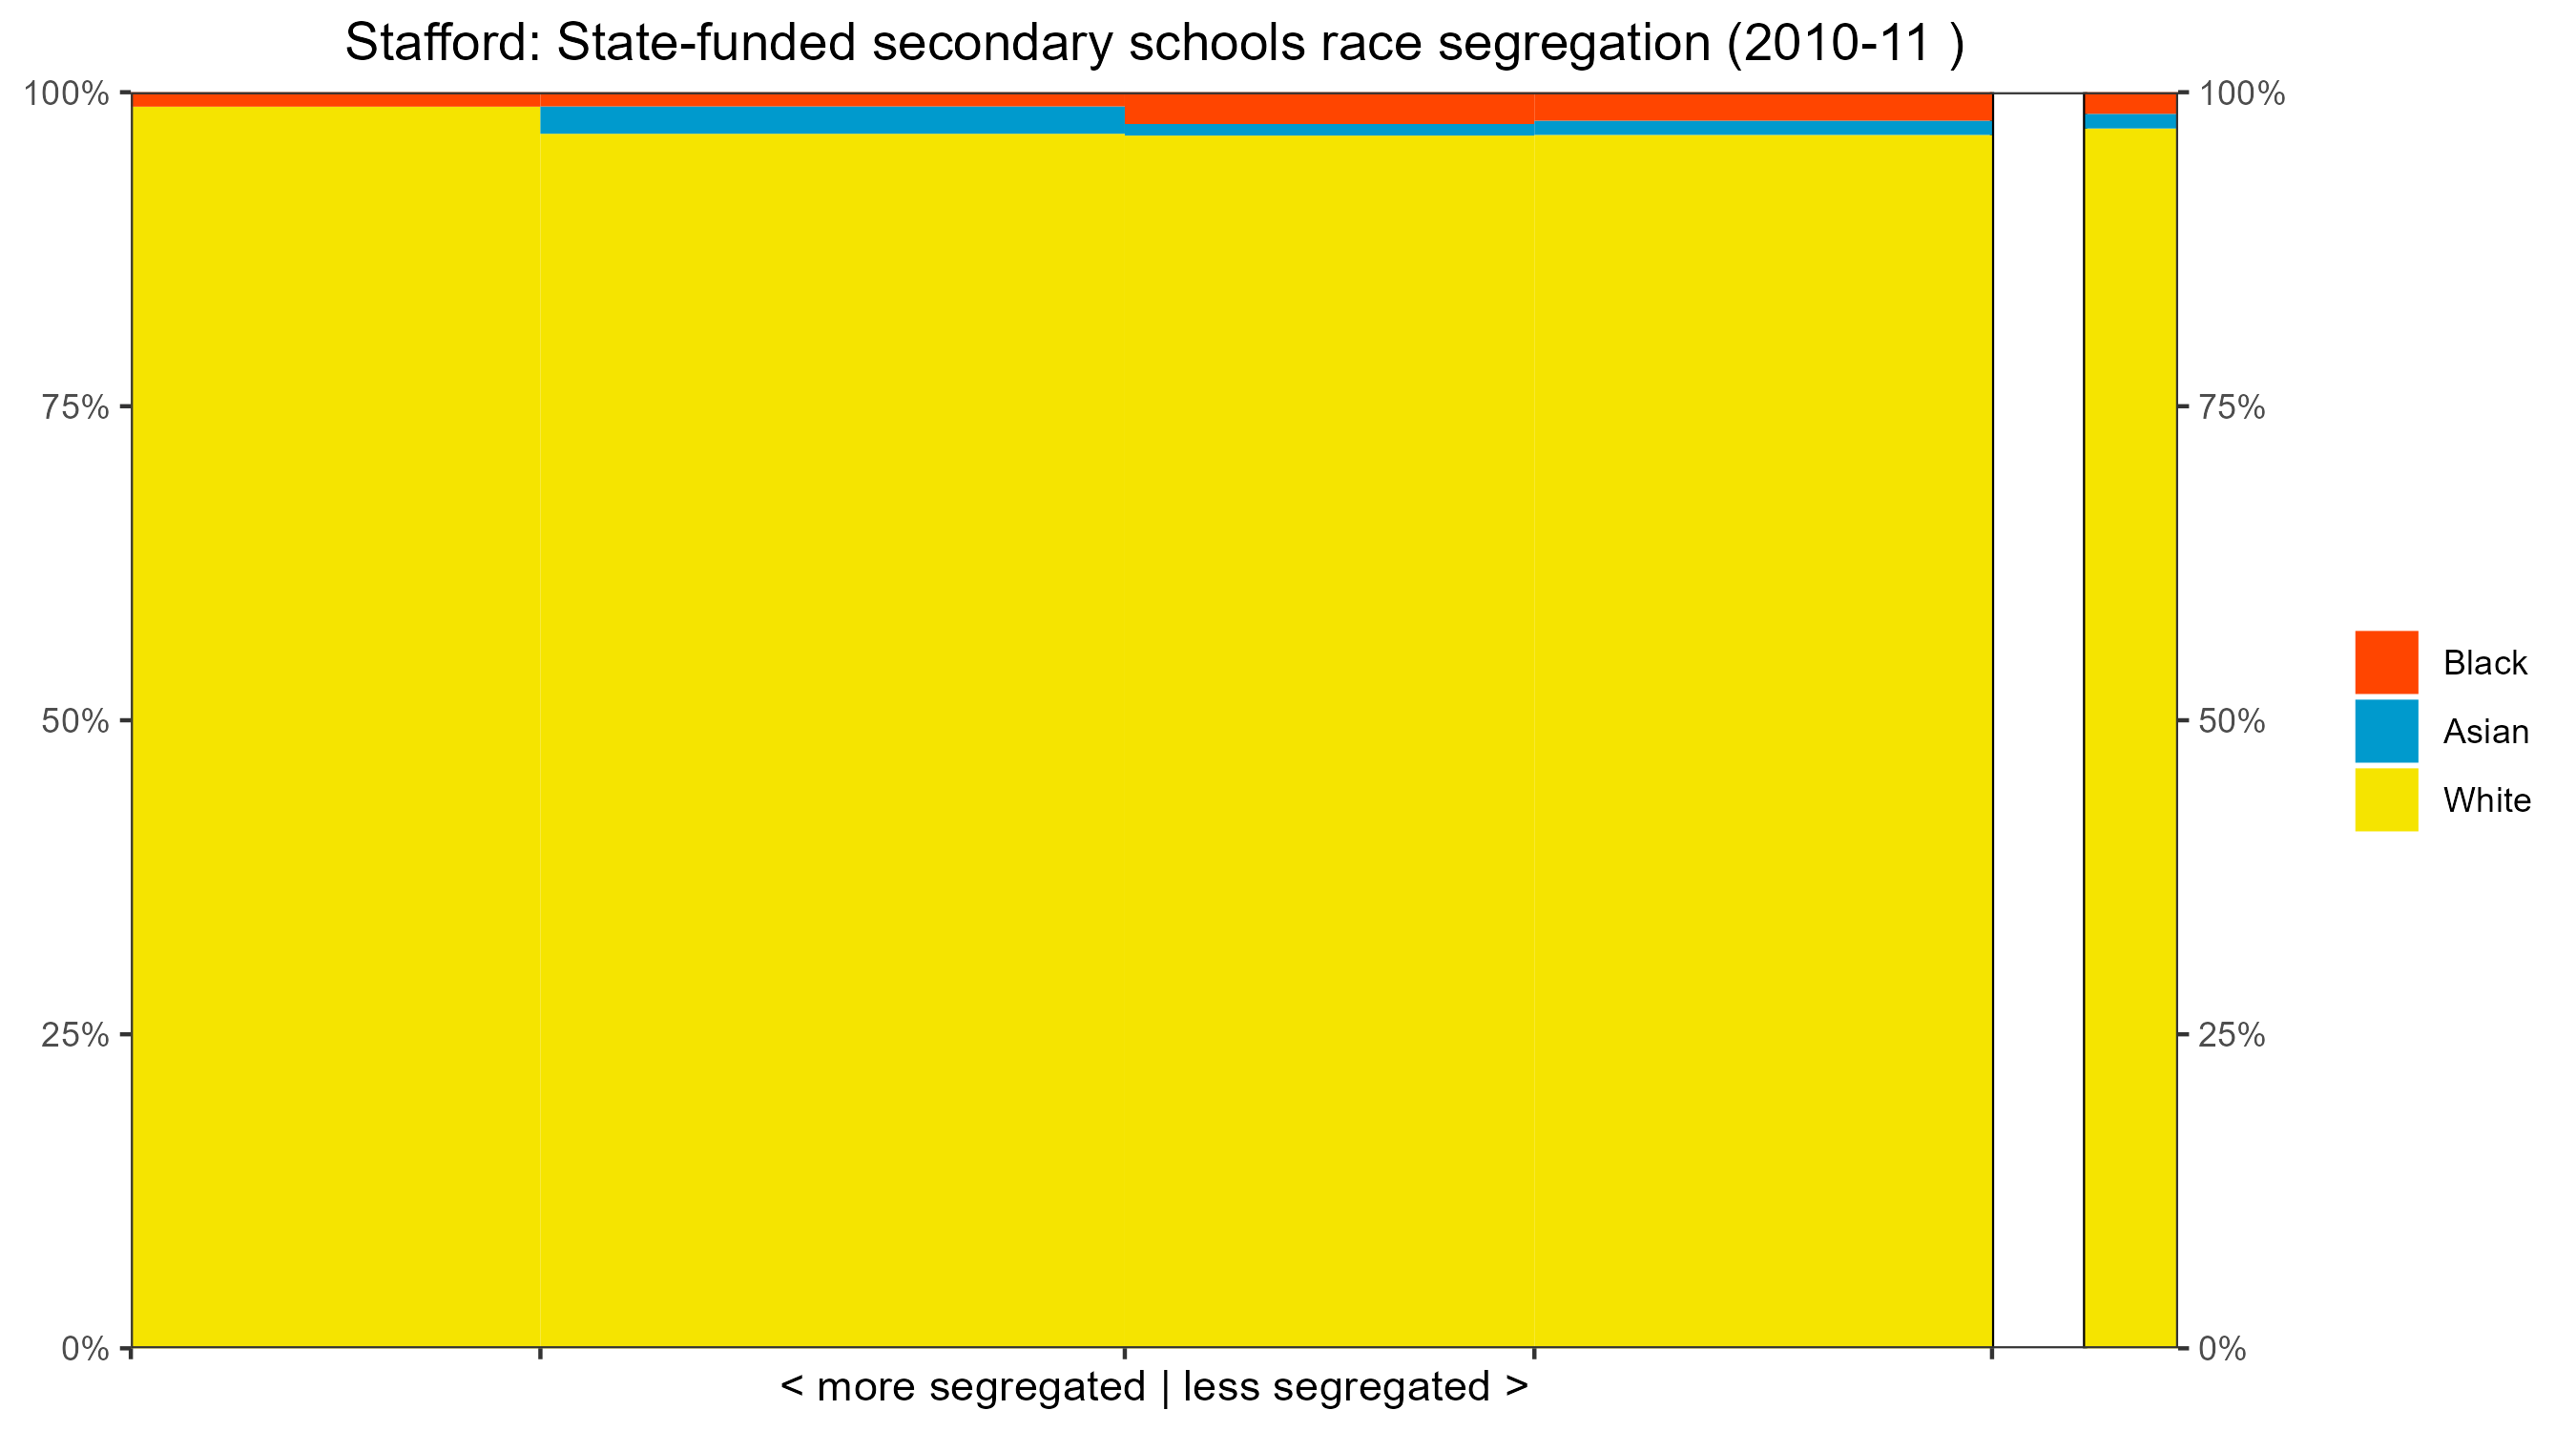 Stafford: State-funded secondary schools race segregation (2010-11 )
100%
75%
50%
25%
0%
100%
75%
50%
25%
0%
Black
Asian
White
< more segregated | less segregated >